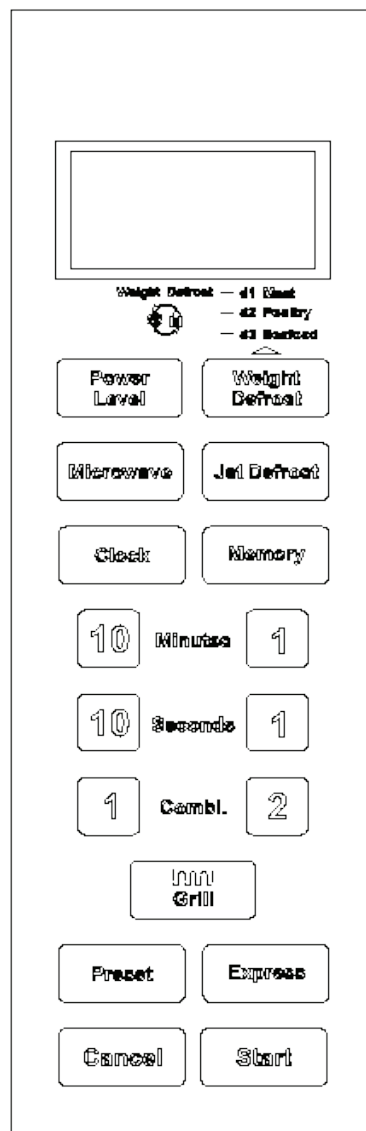 Weight Defrost — d1 Meat
— d2 Poultry
— d3 Seafood
Power Level
Weight Defrost
Microwave
Jet Defrost
Clock
Memory
10 Minutes 1
10 Seconds 1
1 Combi. 2
Grill
Preset
Express
Cancel
Start